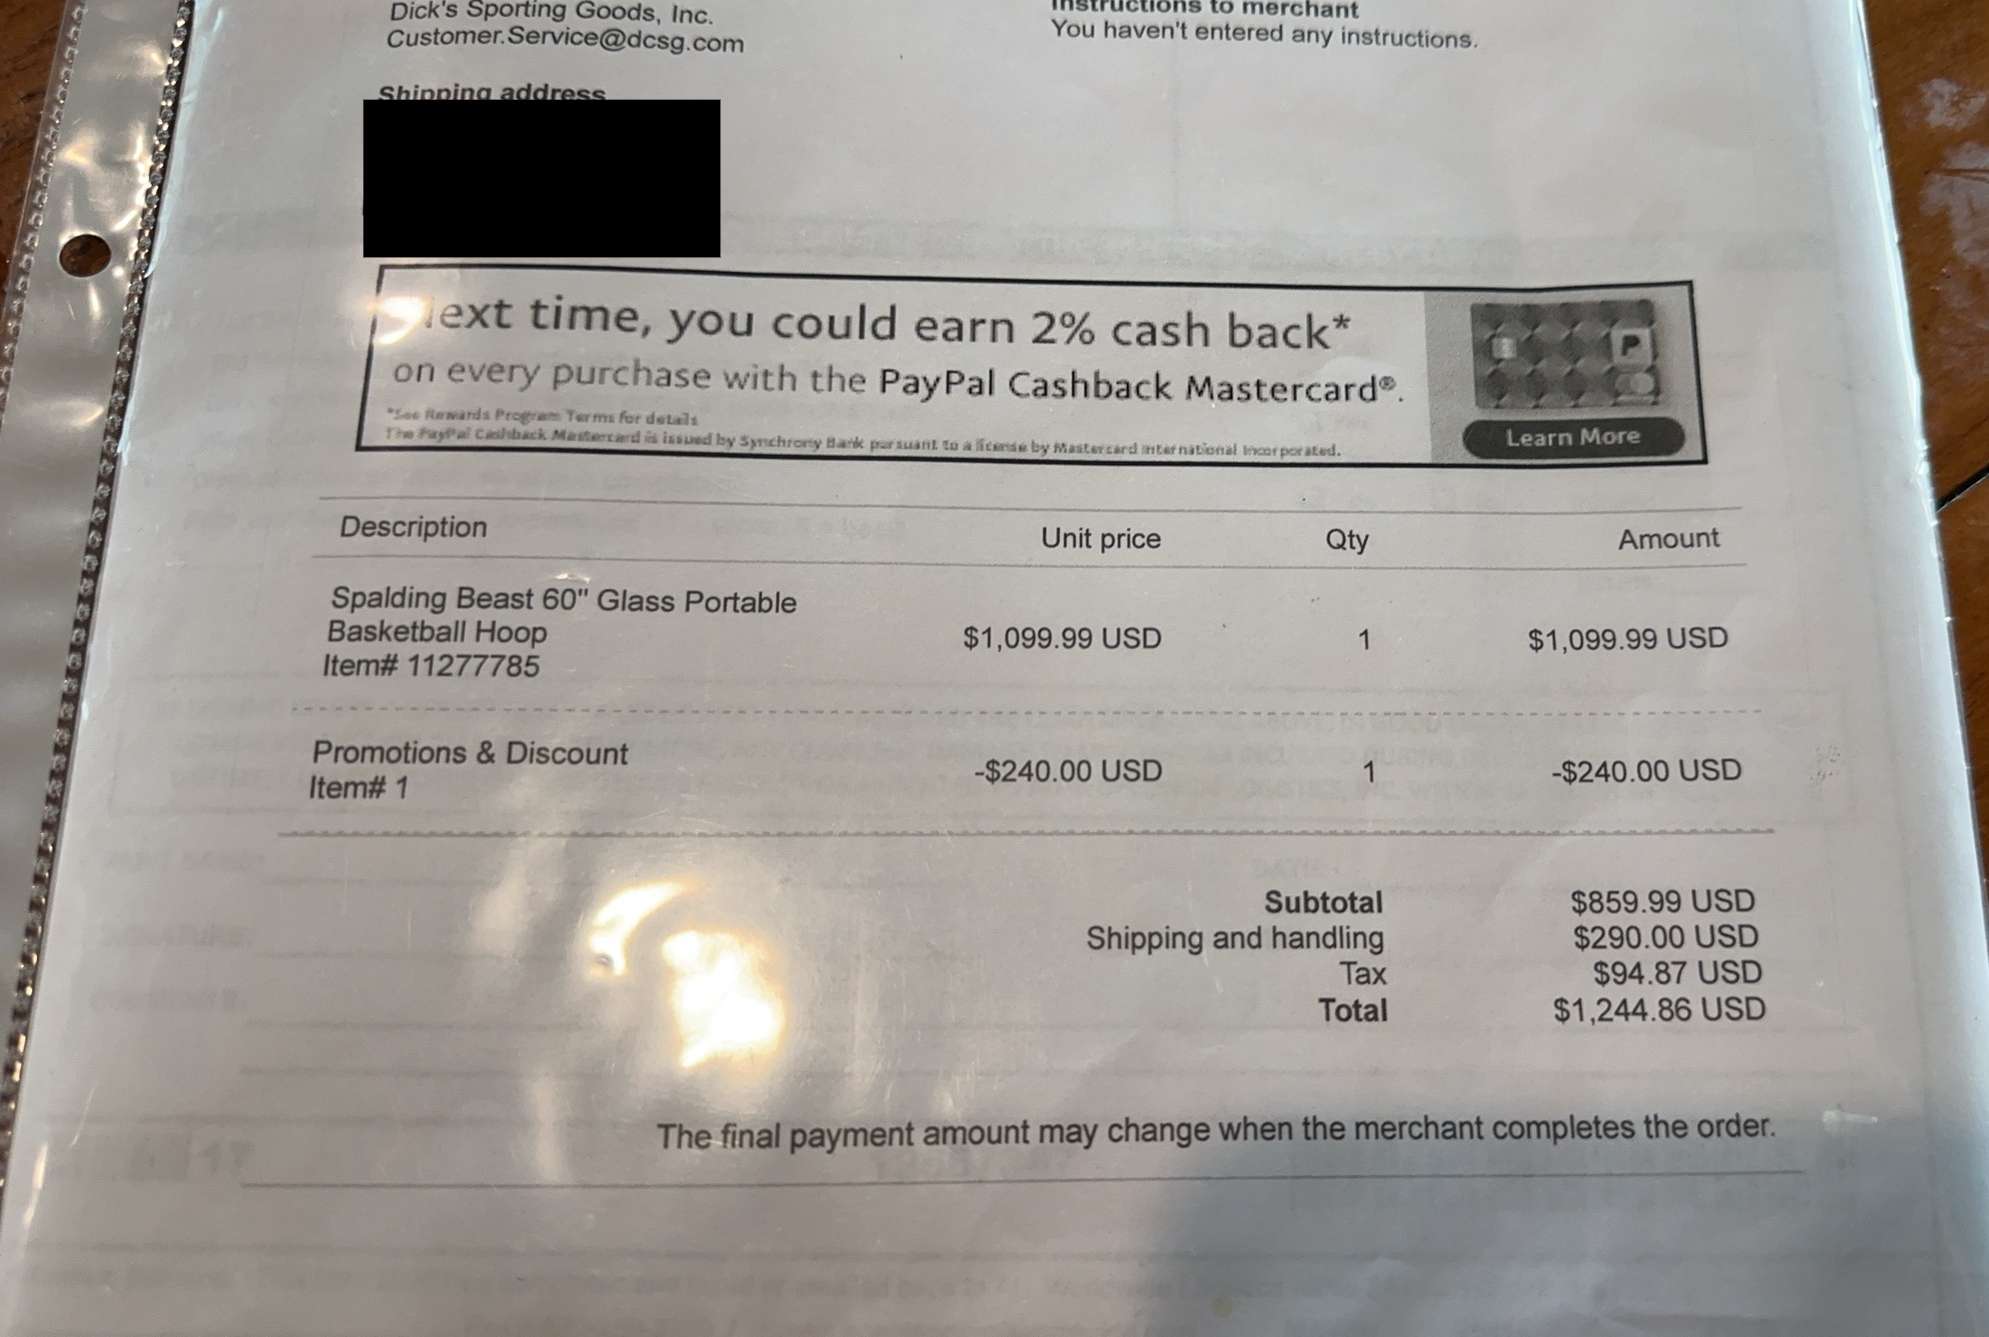 Dick's Sporting Goods, Inc.
Customer.Service@dcsg.com
Instructions to merchant
You haven't entered any instructions.
Shipping address
ext time, you could earn 2% cash back*
on every purchase with the PayPal Cashback Mastercard®.
*See Rewards Program Terms for details
The PayPal Cashback Mastercard is issued by Synchrony Bank pursuant to a license by Mastercard International Incorporated.
P
Learn More
Description Unit price Qty Amount
Spalding Beast 60" Glass Portable
Basketball Hoop $1,099.99 USD 1 $1,099.99 USD
Item# 11277785
Promotions & Discount -$240.00 USD 1 -$240.00 USD
Item# 1
Subtotal $859.99 USD
Shipping and handling $290.00 USD
Tax $94.87 USD
Total $1,244.86 USD
The final payment amount may change when the merchant completes the order.